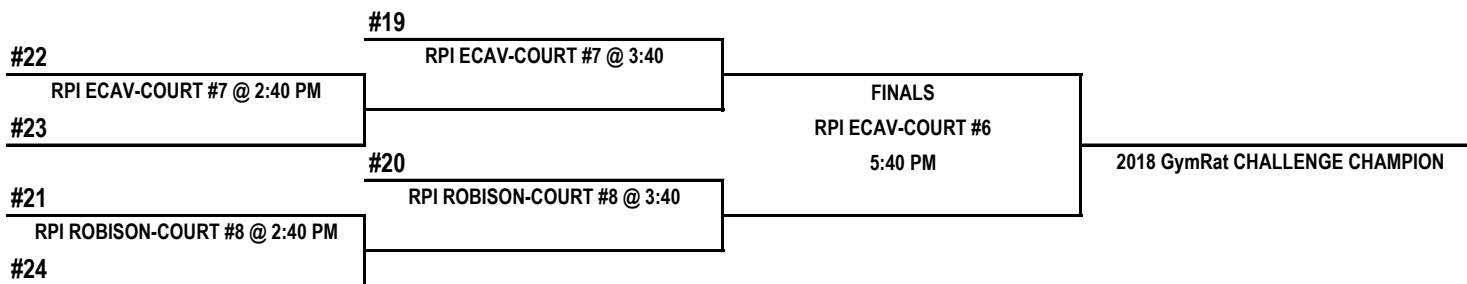 #19
#22
RPI ECAV-COURT #7 @ 3:40
RPI ECAV-COURT #7 @ 2:40 PM
FINALS
#23
RPI ECAV-COURT #6
#20
5:40 PM
2018 GymRat CHALLENGE CHAMPION
#21
RPI ROBISON-COURT #8 @ 3:40
RPI ROBISON-COURT #8 @ 2:40 PM
#24